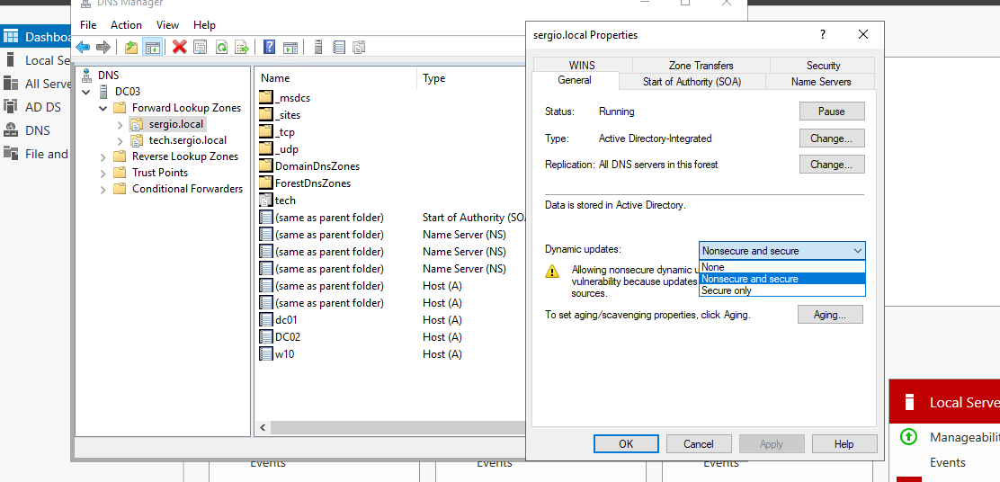 DNS Manager
File Action View Help
Dashboa
Local Se
All Serve
AD DS
DNS
File and
DNS
DC03
Forward Lookup Zones
sergio.local
tech.sergio.local
Reverse Lookup Zones
Trust Points
Conditional Forwarders
Name Type
_msdcs
_sites
_tcp
_udp
DomainDnsZones
ForestDnsZones
tech
(same as parent folder) Start of Authority (SOA
(same as parent folder) Name Server (NS)
(same as parent folder) Name Server (NS)
(same as parent folder) Name Server (NS)
(same as parent folder) Host (A)
(same as parent folder) Host (A)
dc01 Host (A)
DC02 Host (A)
w10 Host (A)
sergio.local Properties
WINS Zone Transfers Security
General Start of Authority (SOA) Name Servers
Status: Running Pause
Type: Active Directory-Integrated Change...
Replication: All DNS servers in this forest Change...
Data is stored in Active Directory.
Dynamic updates: Nonsecure and secure
None
Nonsecure and secure
Secure only
Allowing nonsecure dynamic u
vulnerability because updates
sources.
To set aging/scavenging properties, click Aging. Aging...
OK Cancel Apply Help
Local Serve
Manageabilit
Events
Events
Events
Events